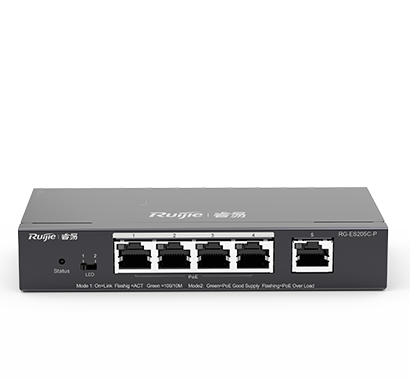 Ruijie | 睿易
Ruijie | 睿易
RG-ES205C-P
1 2 3 4 5
1 2
Status
LED
PoE
Mode 1: On=Link Flashig =ACT Green =100/10M Mode2: Green=PoE Good Supply Flashing=PoE Over Load